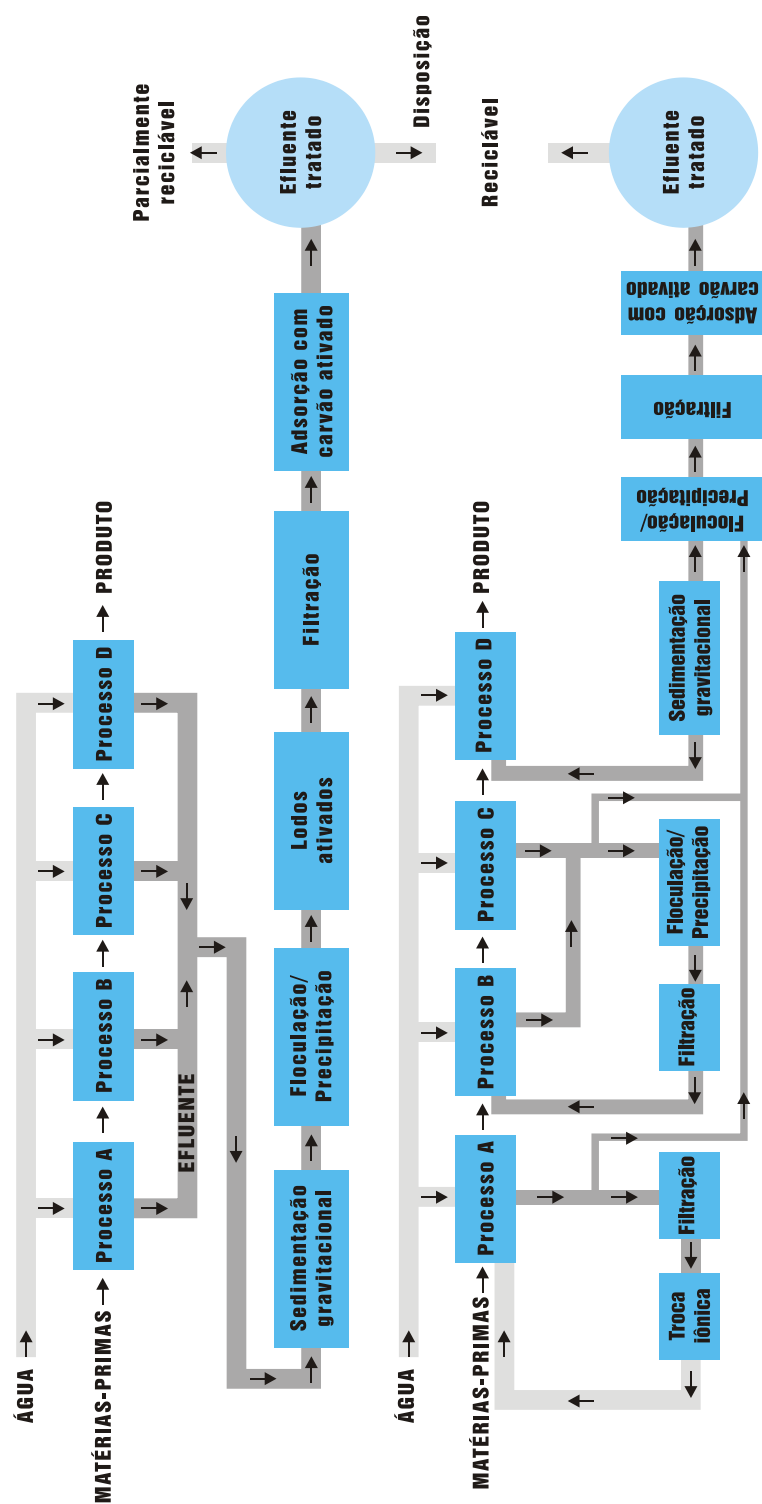 ÁGUA
MATÉRIAS-PRIMAS
Processo A
Processo B
Processo C
Processo D
PRODUTO
EFLUENTE
Sedimentação
gravitacional
Floculação/
Precipitação
Lodos
ativados
Filtração
Adsorção com
carvão ativado
Efluente
tratado
Parcialmente
reciclável
Disposição
ÁGUA
MATÉRIAS-PRIMAS
Processo A
Processo B
Processo C
Processo D
PRODUTO
Troca
iônica
Filtração
Filtração
Floculação/
Precipitação
Sedimentação
gravitacional
Floculação/
Precipitação
Filtração
Adsorção com
carvão ativado
Efluente
tratado
Reciclável